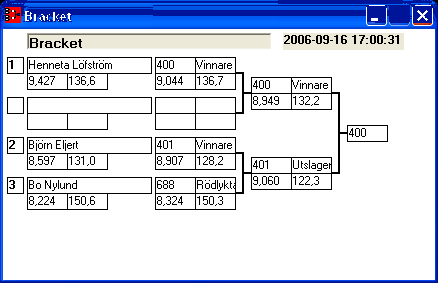 Bracket
Bracket 2006-09-16 17:00:31
1 Henneta Löfström 400 Vinnare
9,427 136,6 9,044 136,7
400 Vinnare
8,949 132,2
400
2 Björn Eljert 401 Vinnare
8,597 131,0 8,907 128,2
401 Utslager
9,060 122,3
3 Bo Nylund 688 Rödlykta
8,224 150,6 8,324 150,3